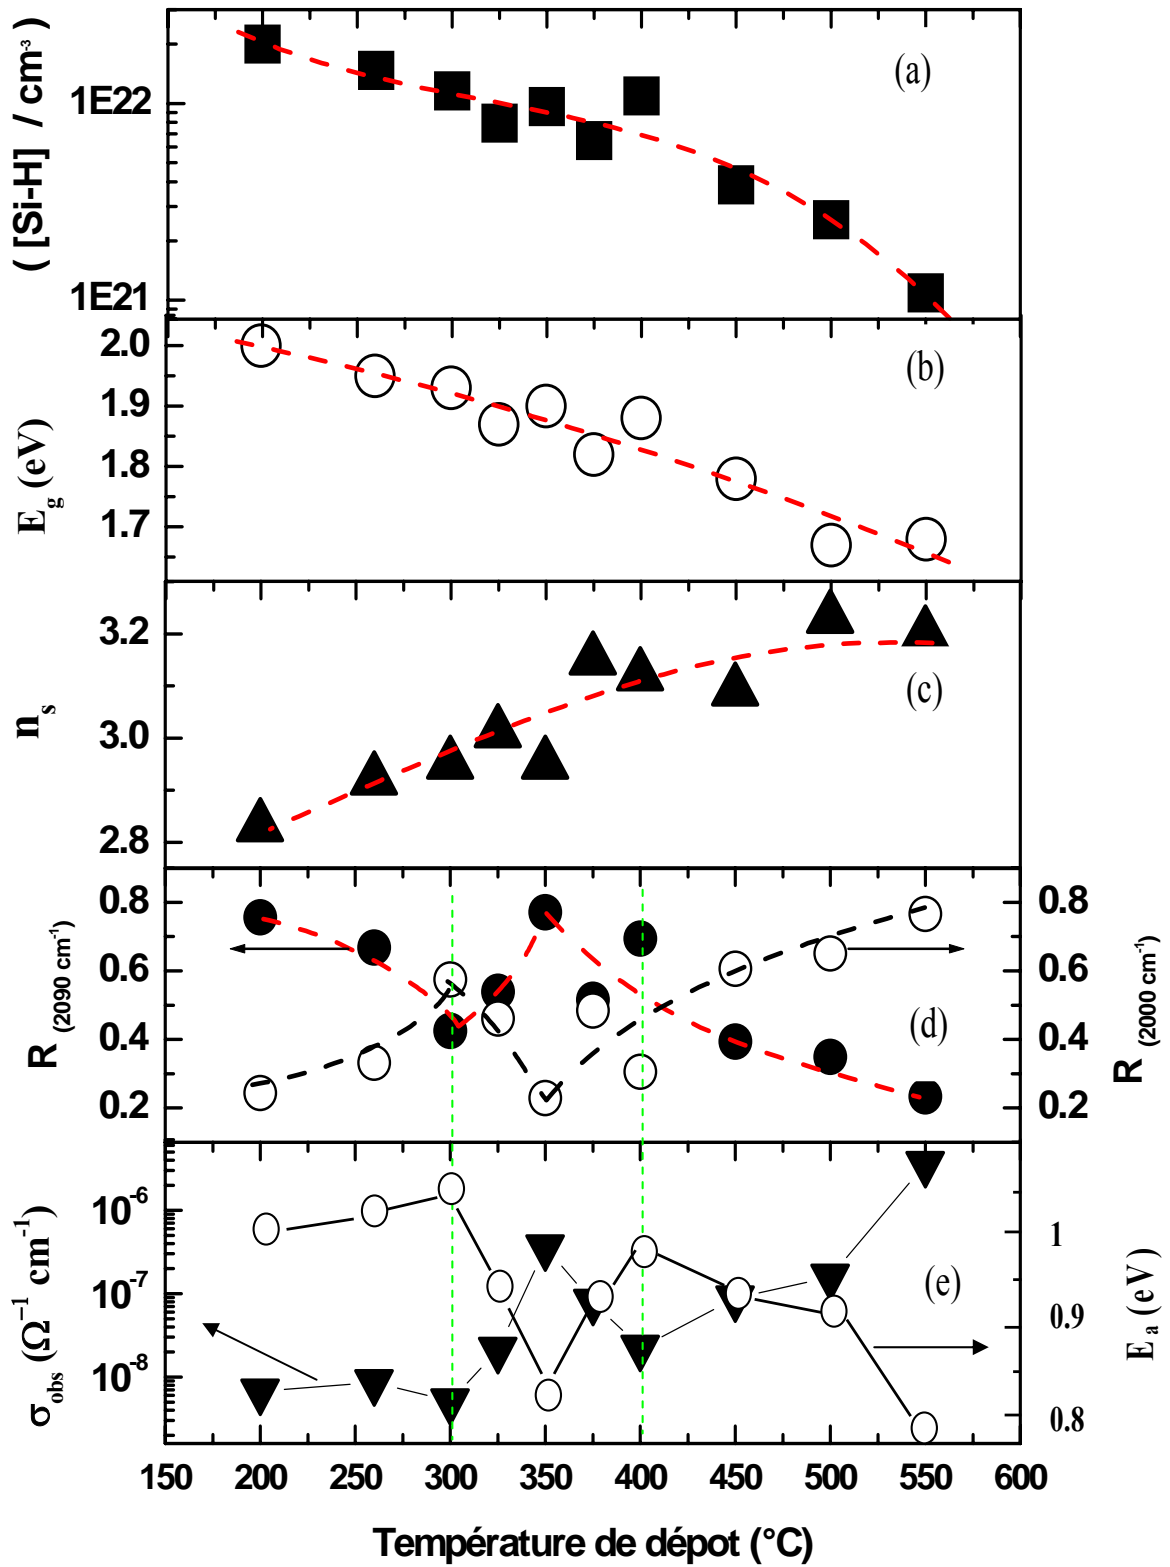 ( [Si-H] / cm⁻³
1E22
1E21
(a)
E_g (eV)
2.0
1.9
1.8
1.7
(b)
n_s
3.2
3.0
2.8
(c)
R (2090 cm⁻¹)
0.8
0.6
0.4
0.2
(d)
0.8
0.6
0.4
0.2
R (2000 cm⁻¹)
σ_obs (Ω⁻¹ cm⁻¹)
10⁻⁶
10⁻⁷
10⁻⁸
(e)
1
0.9
0.8
E_a (eV)
150 200 250 300 350 400 450 500 550 600
Température de dépot (°C)